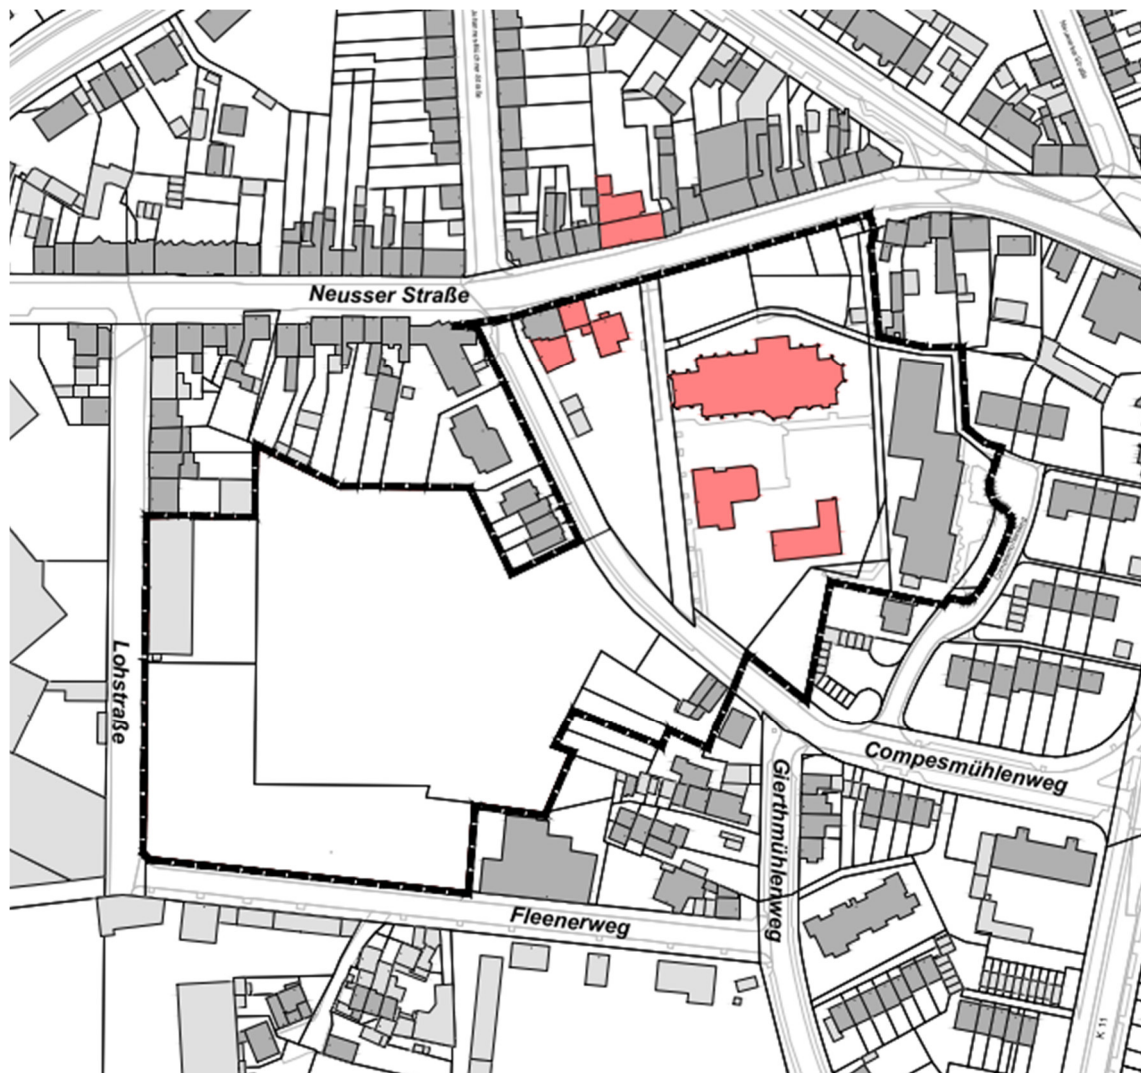 Neusser Straße
Lohstraße
Compesmühlenweg
Gierthmühlenweg
Fleenerweg
K 11